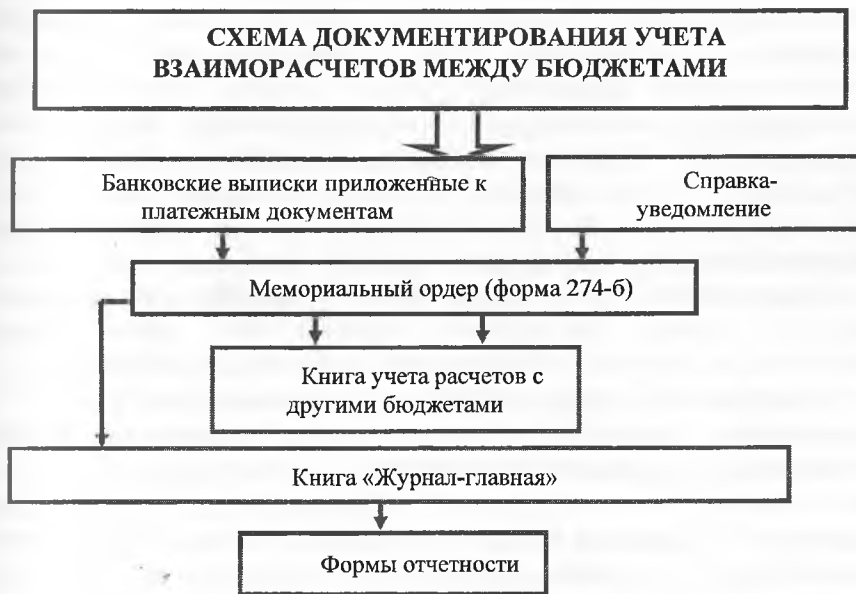 СХЕМА ДОКУМЕНТИРОВАНИЯ УЧЕТА
ВЗАИМОРАСЧЕТОВ МЕЖДУ БЮДЖЕТАМИ
Банковские выписки приложенные к
платежным документам
Справка-
уведомление
Мемориальный ордер (форма 274-б)
Книга учета расчетов с
другими бюджетами
Книга «Журнал-главная»
Формы отчетности